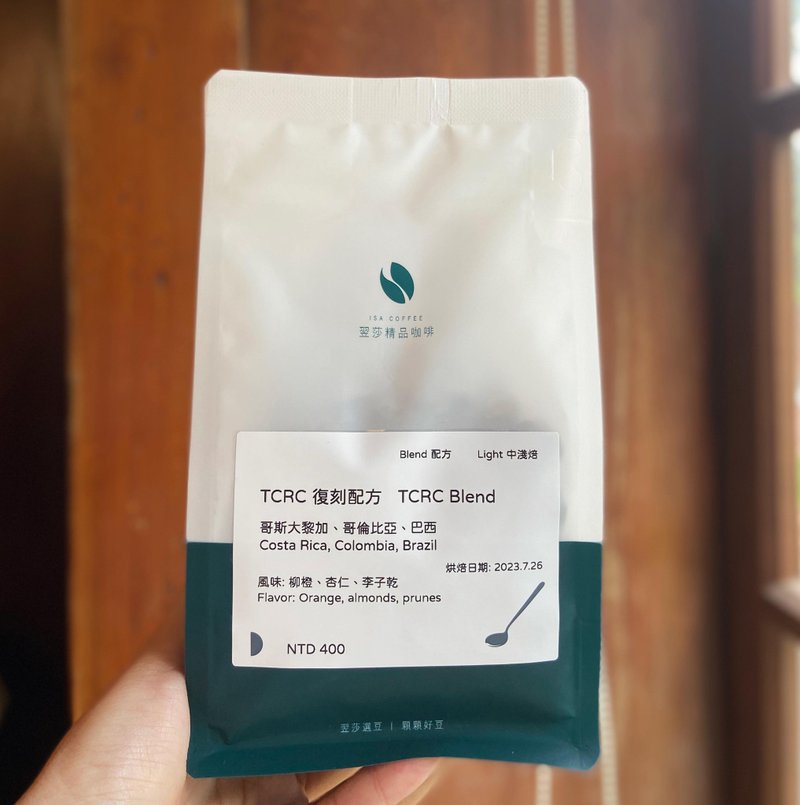 ISA COFFEE
翌莎精品咖啡
Blend 配方 Light 中淺焙
TCRC 復刻配方 TCRC Blend
哥斯大黎加、哥倫比亞、巴西
Costa Rica, Colombia, Brazil
烘焙日期: 2023.7.26
風味: 柳橙、杏仁、李子乾
Flavor: Orange, almonds, prunes
NTD 400
翌莎選豆 | 顆顆好豆